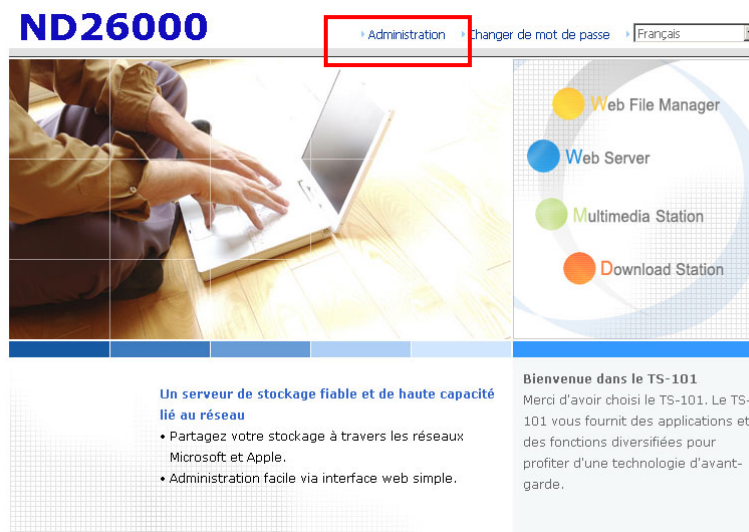 ND26000
Administration Changer de mot de passe Français
Web File Manager
Web Server
Multimedia Station
Download Station
Un serveur de stockage fiable et de haute capacité
lié au réseau
• Partagez votre stockage à travers les réseaux
Microsoft et Apple.
• Administration facile via interface web simple.
Bienvenue dans le TS-101
Merci d'avoir choisi le TS-101. Le TS-
101 vous fournit des applications et
des fonctions diversifiées pour
profiter d'une technologie d'avant-
garde.